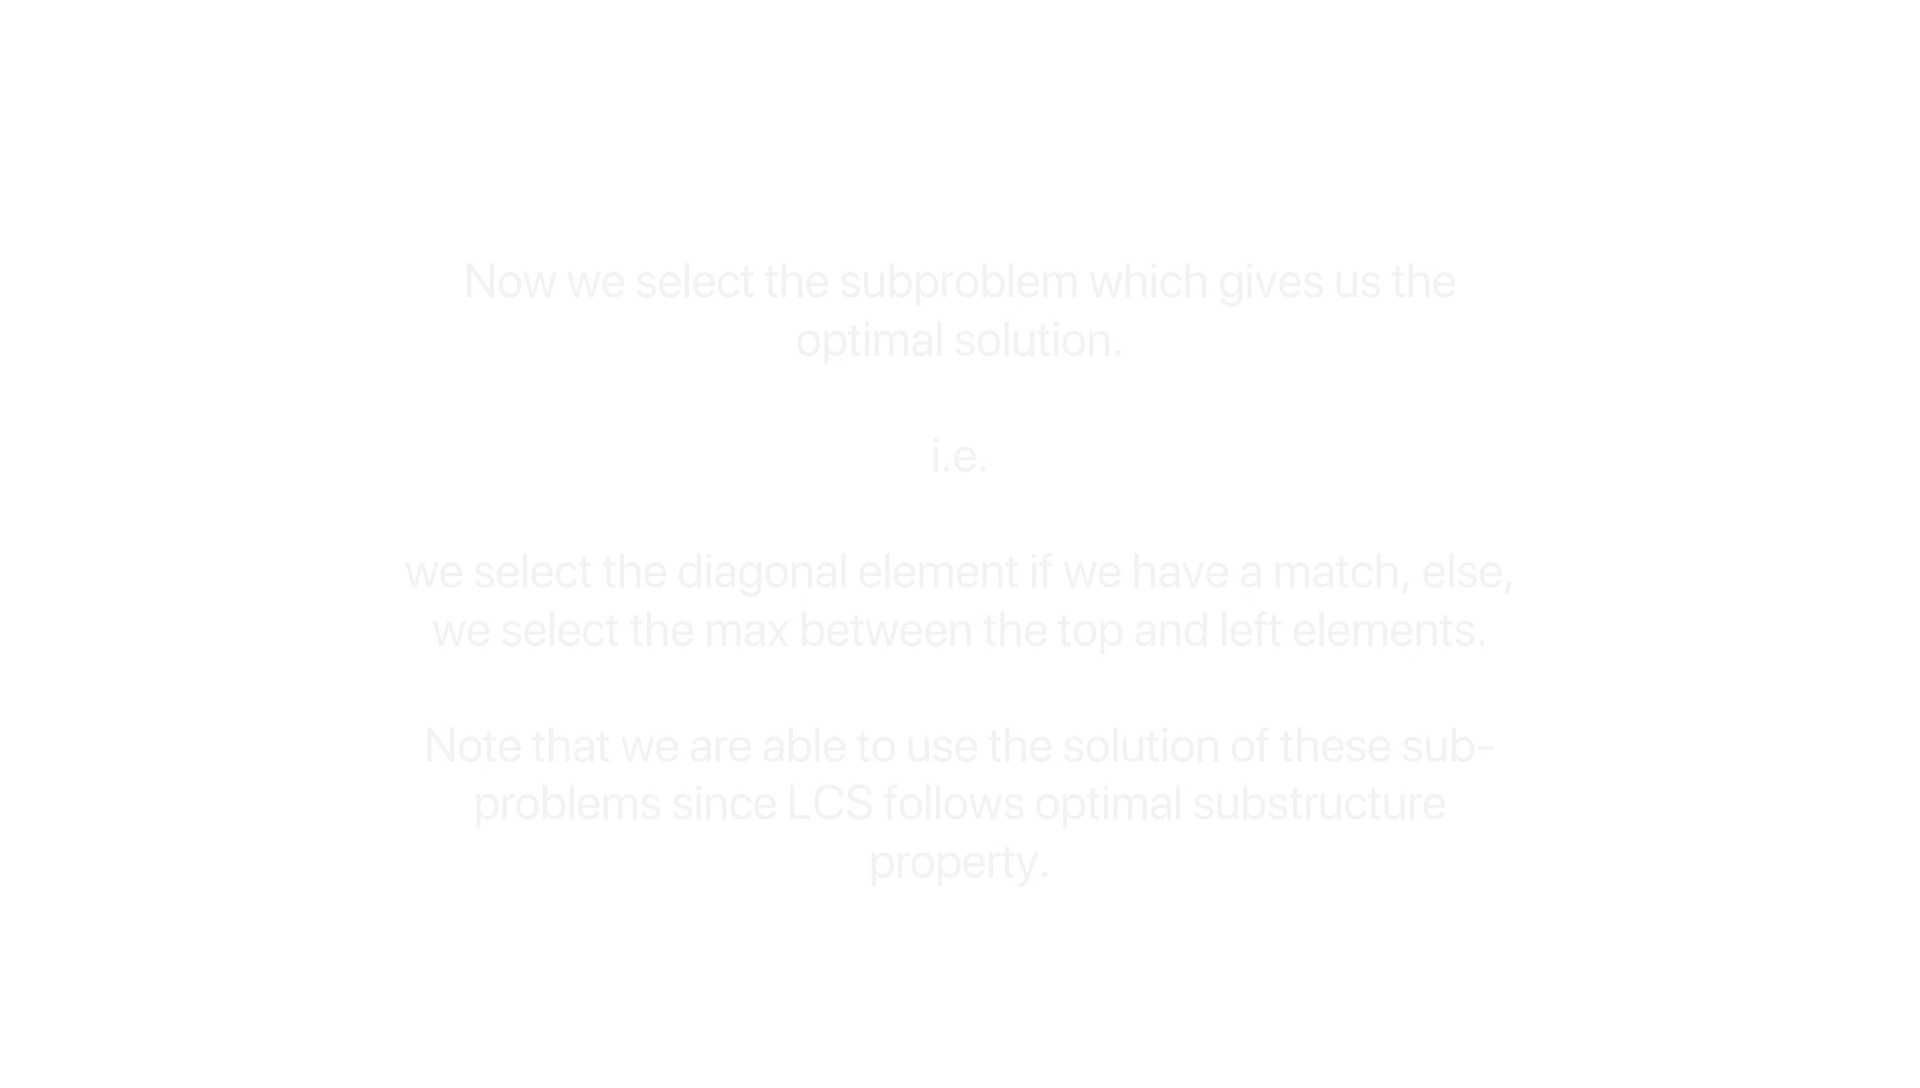 Now we select the subproblem which gives us the
optimal solution.
i.e.
we select the diagonal element if we have a match, else,
we select the max between the top and left elements.
Note that we are able to use the solution of these sub-
problems since LCS follows optimal substructure
property.